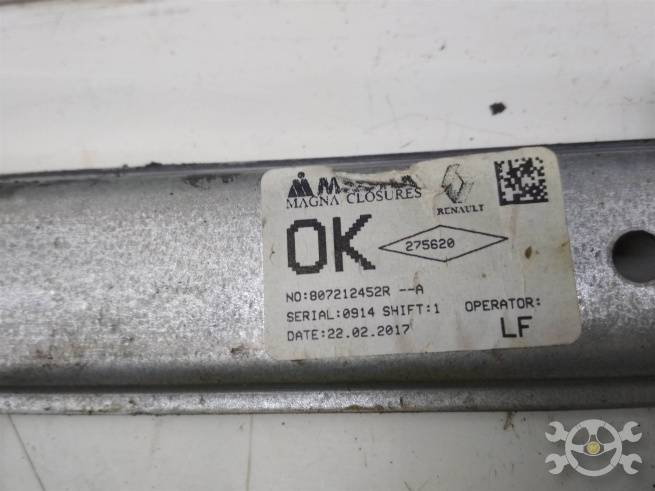 MAGNA
MAGNA CLOSURES
RENAULT
OK
275620
NO:807212452R --A
SERIAL:0914 SHIFT:1 OPERATOR:
DATE:22.02.2017 LF